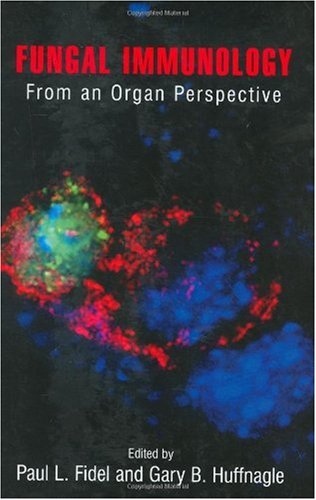 FUNGAL IMMUNOLOGY
From an Organ Perspective
Edited by
Paul L. Fidel and Gary B. Huffnagle